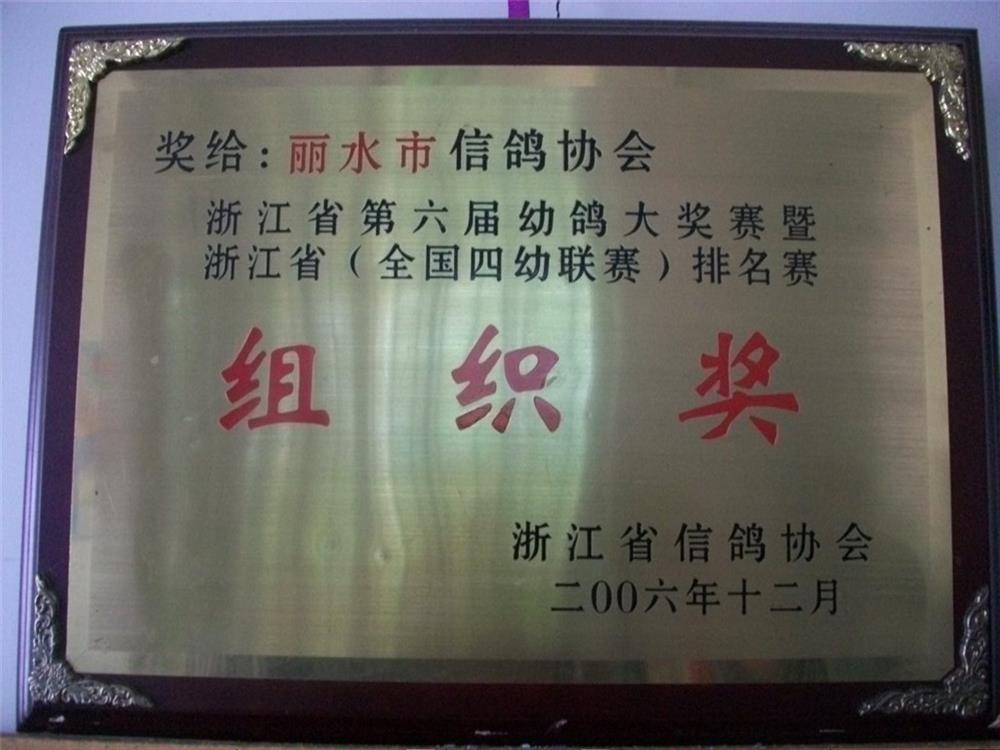 奖给:丽水市信鸽协会
浙江省第六届幼鸽大奖赛暨
浙江省(全国四幼联赛)排名赛
组织奖
浙江省信鸽协会
二00六年十二月